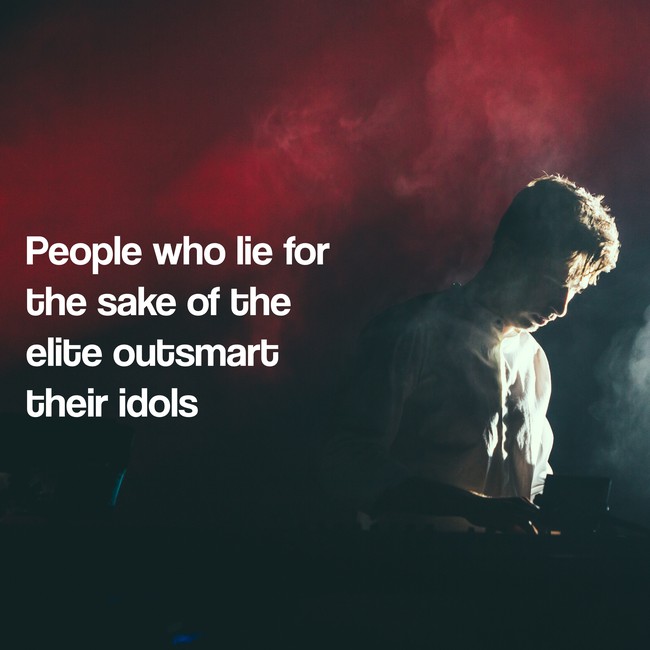 People who lie for
the sake of the
elite outsmart
their idols